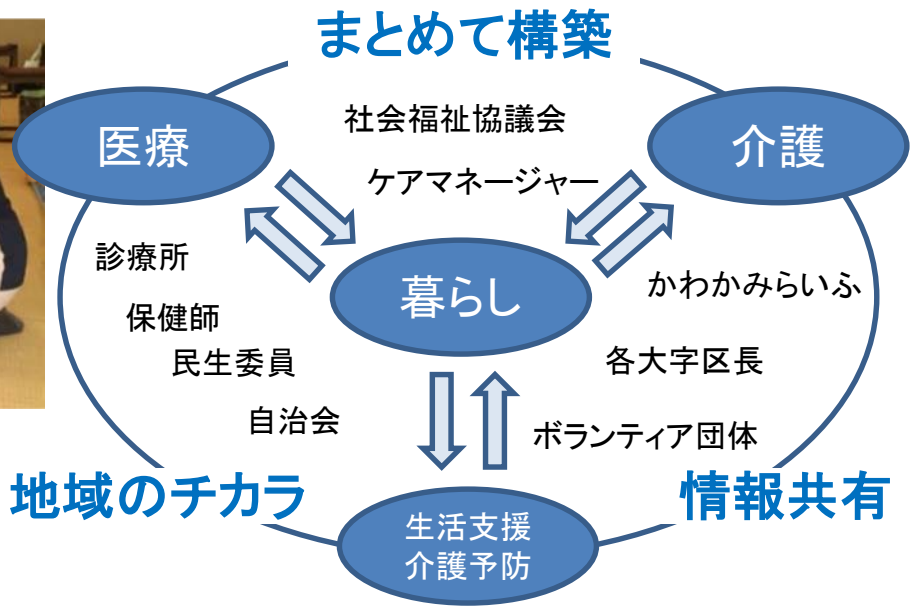 まとめて構築
医療
社会福祉協議会
介護
ケアマネージャー
診療所
暮らし
かわかみらいふ
保健師
民生委員
各大字区長
自治会
ボランティア団体
地域のチカラ
情報共有
生活支援
介護予防